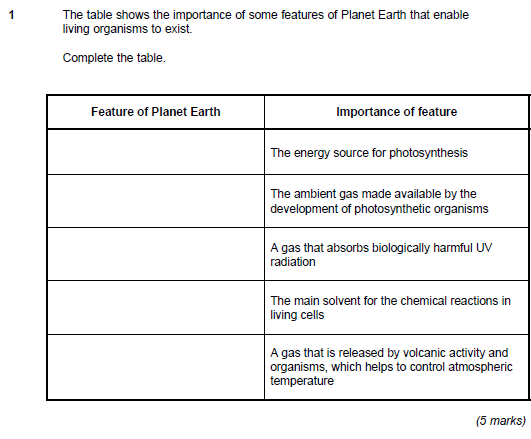 1
The table shows the importance of some features of Planet Earth that enable
living organisms to exist.
Complete the table.
Feature of Planet Earth
Importance of feature
The energy source for photosynthesis
The ambient gas made available by the
development of photosynthetic organisms
A gas that absorbs biologically harmful UV
radiation
The main solvent for the chemical reactions in
living cells
A gas that is released by volcanic activity and
organisms, which helps to control atmospheric
temperature
(5 marks)